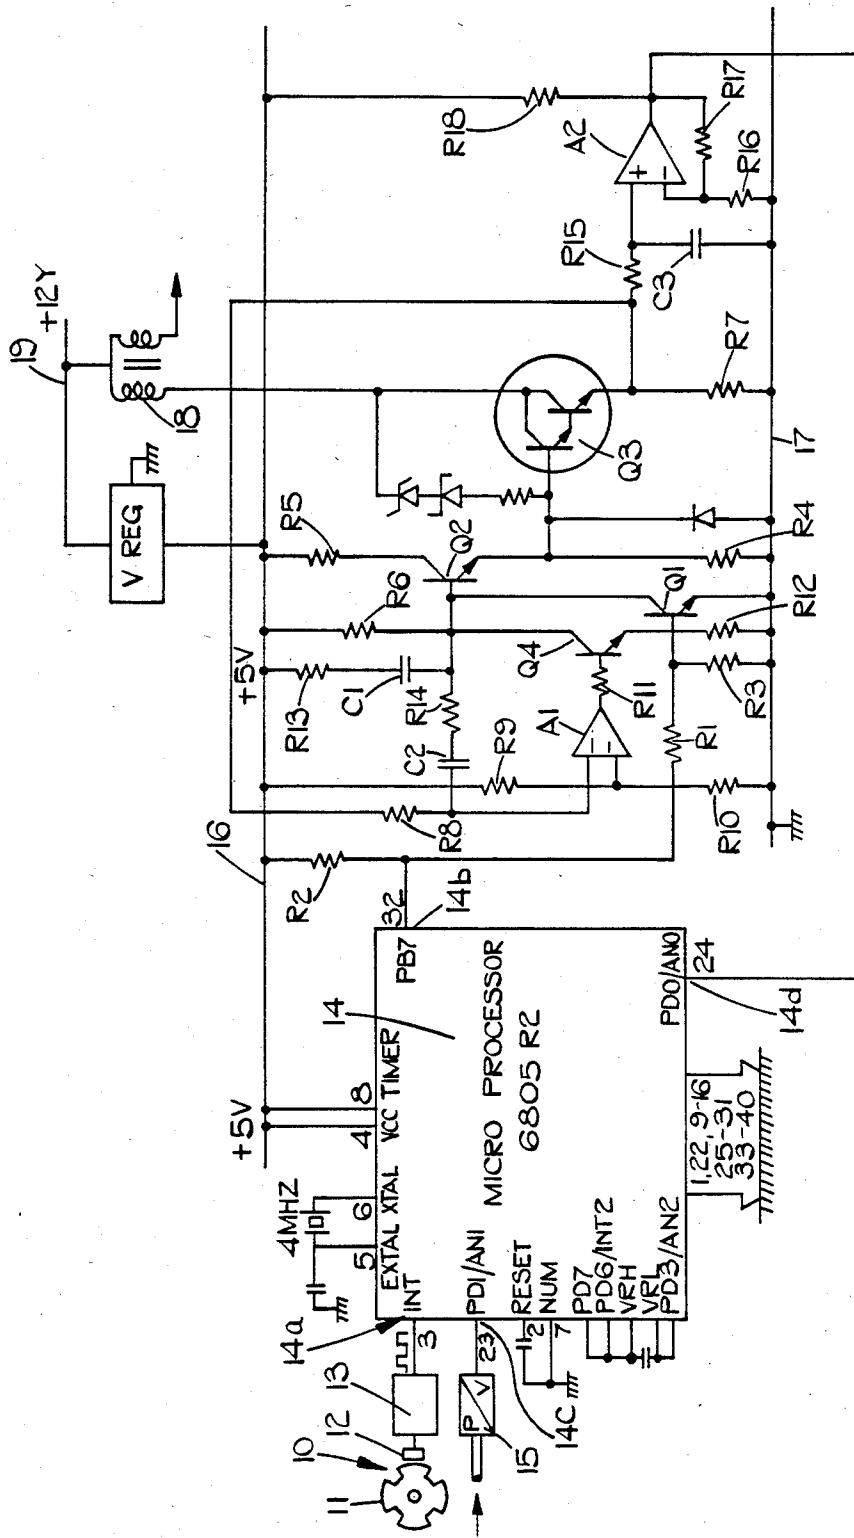 +12Y
19
18
V REG
16
+5V
+5V
R2
R13
C1
R6
R5
R18
R8
C2
R14
R9
Q2
Q3
R15
C3
A2
+
−
R17
R16
R7
17
R4
Q1
R12
Q4
R11
A1
R1
R3
R10
14
14a
14b
14C
14d
4MHZ
5
6
4
8
32
EXTAL
XTAL
VCC
TIMER
PB7
INT
3
PD1/AN1
23
RESET
2
NUM
7
PD7
PD6/INT2
VRH
VRL
PD3/AN2
MICRO PROCESSOR
6805 R2
PD0/AN0
24
1,22, 9-16
25-31
33-40
10
11
12
13
P
V
15